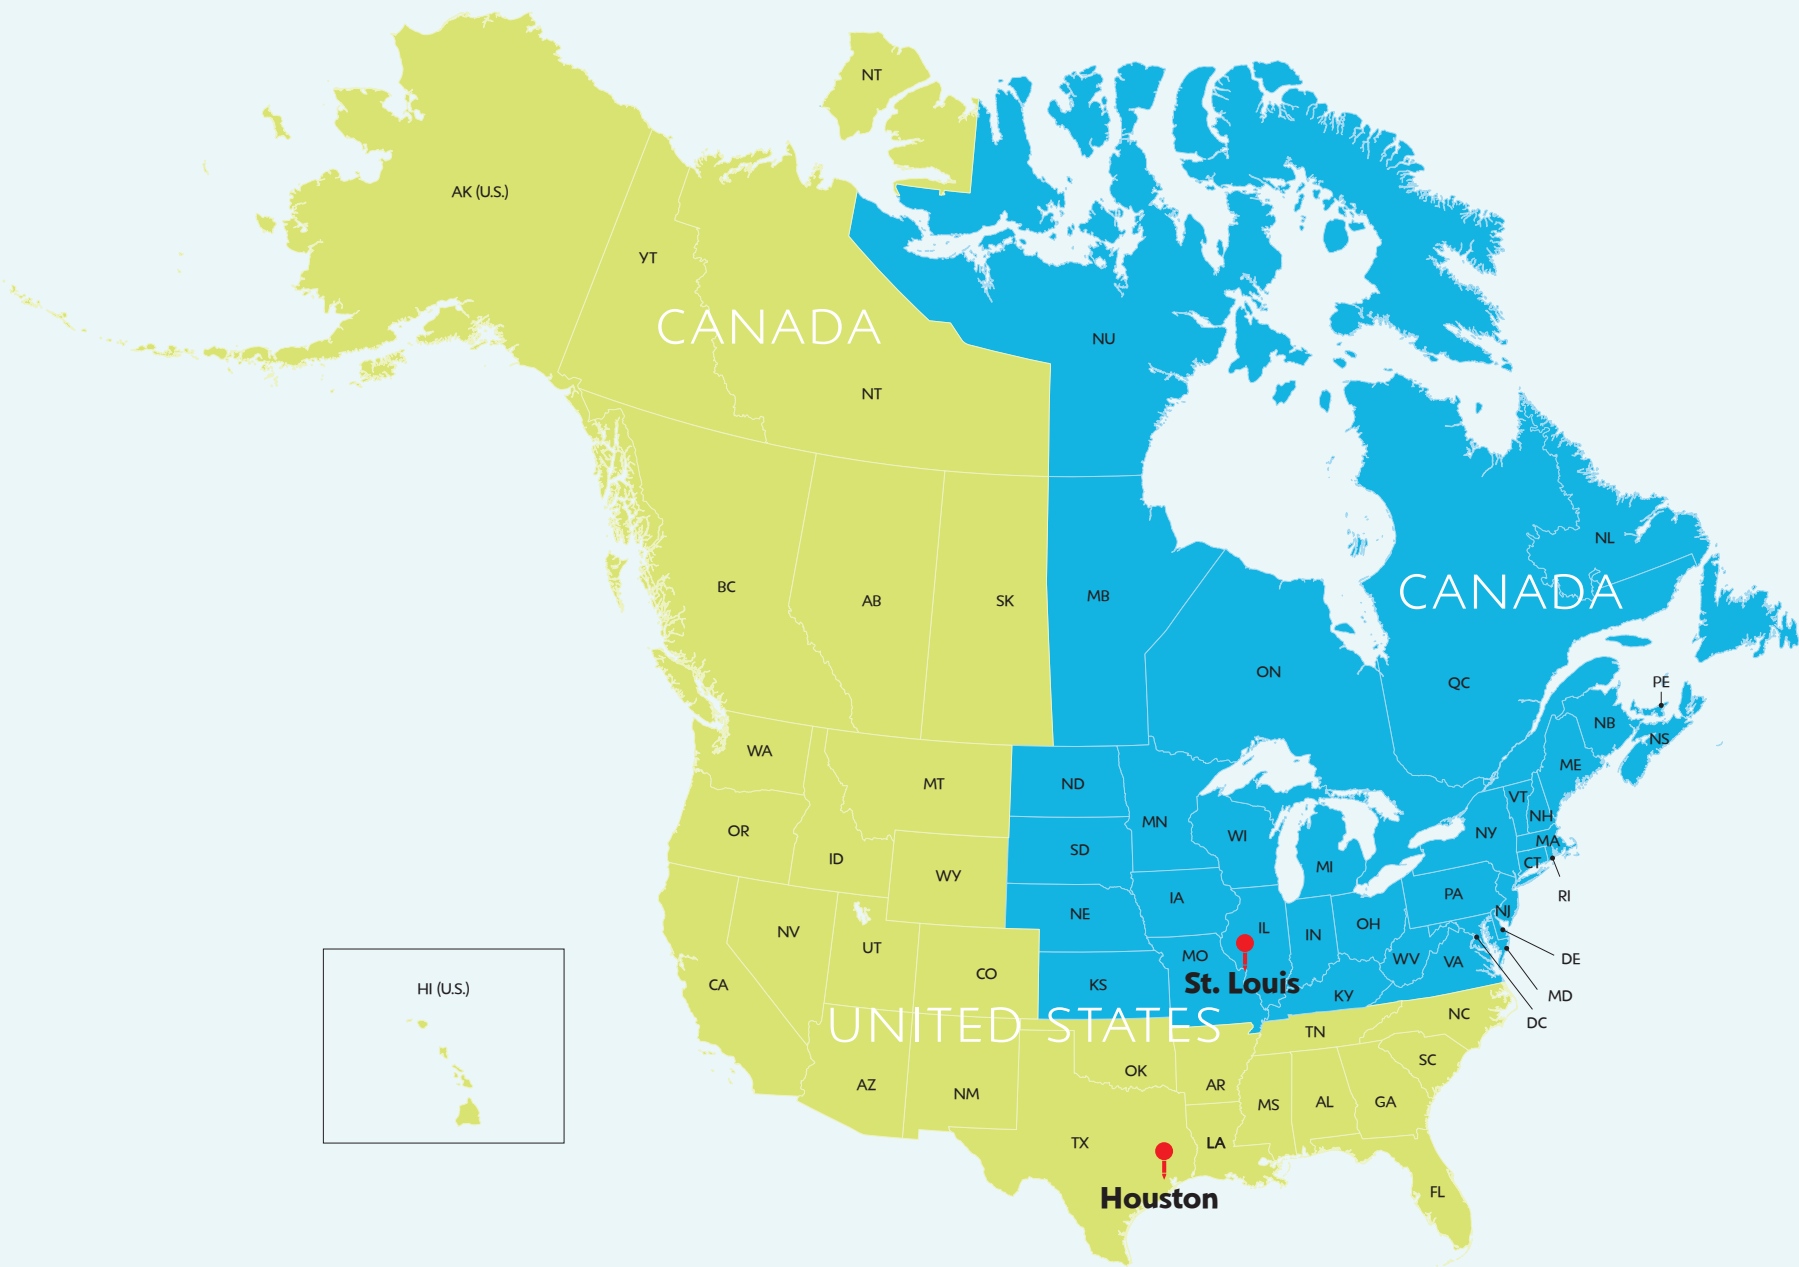 NT
AK (U.S.)
YT
CANADA
NU
NT
NL
BC
AB
SK
MB
CANADA
ON
QC
PE
NB
NS
WA
ME
MT
ND
VT
NH
OR
MN
WI
NY
MA
SD
ID
MI
CT
WY
RI
IA
PA
NE
NJ
OH
IL
NV
IN
UT
MO
WV
VA
DE
CO
CA
KS
St. Louis
HI (U.S.)
KY
MD
NC
DC
UNITED STATES
TN
SC
OK
AZ
AR
NM
MS
AL
GA
TX
LA
FL
Houston